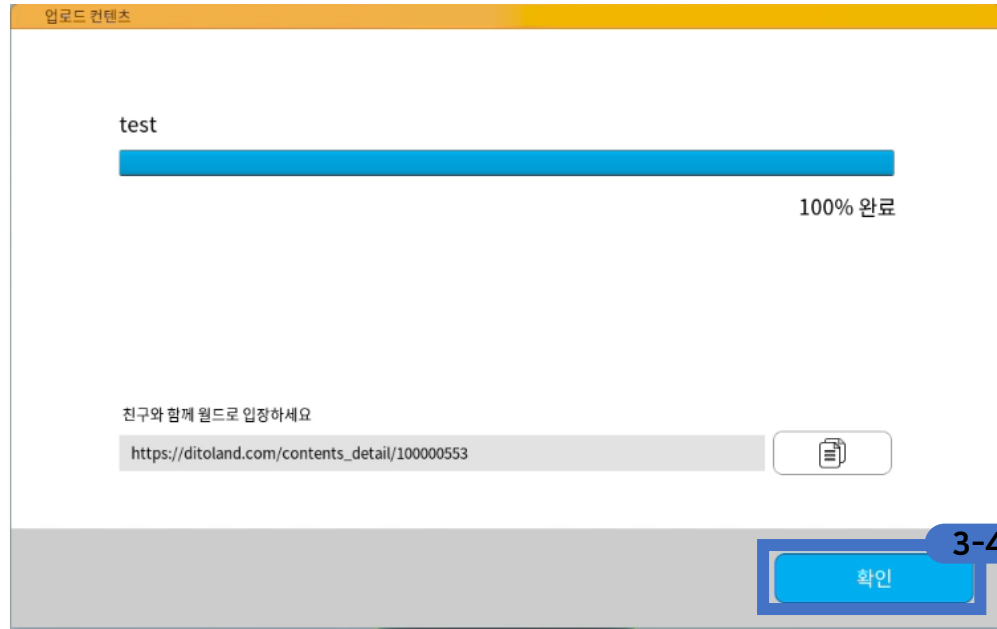 업로드 컨텐츠
test
100% 완료
친구와 함께 월드로 입장하세요
https://ditoland.com/contents_detail/100000553
3-4
확인